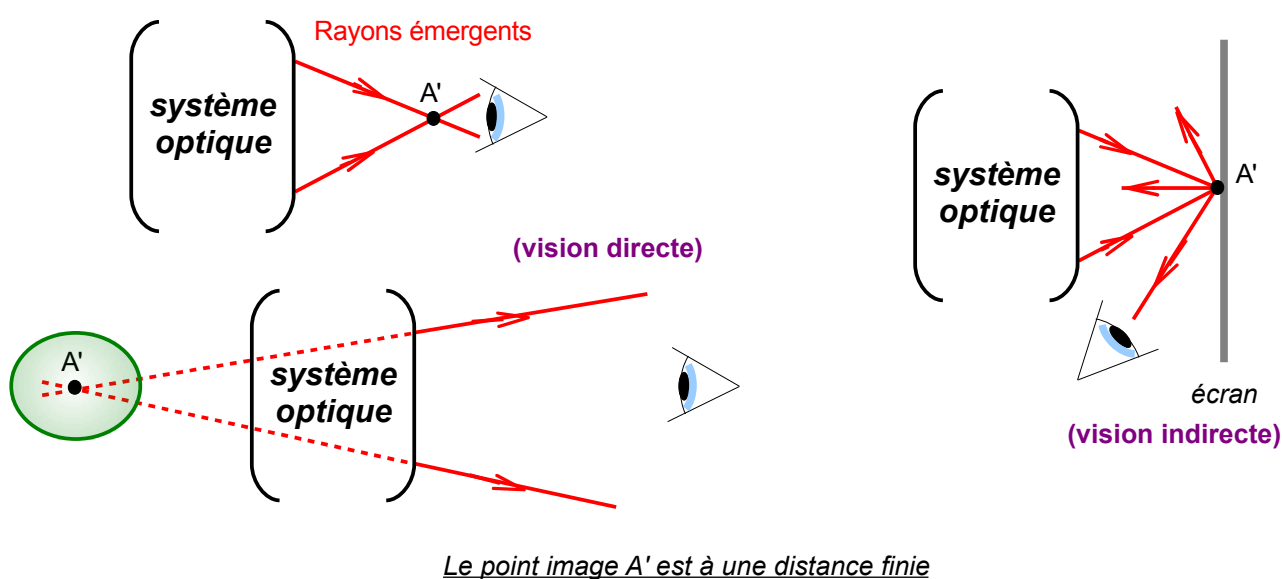 Rayons émergents
A'
système
optique
A'
système
optique
(vision directe)
A'
système
optique
écran
(vision indirecte)
Le point image A' est à une distance finie